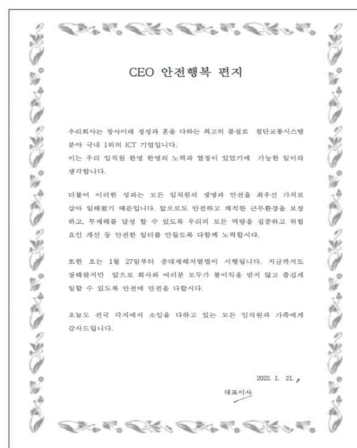 CEO 안전행복 편지
우리회사는 창사이래 정성과 혼을 다하는 최고의 품질로 첨단교통시스템
분야 국내 1위의 ICT 기업입니다.
이는 우리 임직원 한명 한명의 노력과 열정이 있었기에 가능한 일이라
생각합니다.
더불어 이러한 성과는 모든 임직원의 생명과 안전을 최우선 가치로
삼아 일해왔기 때문입니다. 앞으로도 안전하고 쾌적한 근무환경을 보장
하고, 무재해를 달성 할 수 있도록 우리의 모든 역량을 집중하고 위험
요인 개선 등 안전한 일터를 만들도록 다함께 노력합시다.
또한 오는 1월 27일부터 중대재해처벌법이 시행됩니다. 지금까지도
잘해왔지만 앞으로 회사와 여러분 모두가 불이익을 받지 않고 즐겁게
일할 수 있도록 안전에 안전을 다합시다.
오늘도 전국 각지에서 소임을 다하고 있는 모든 임직원과 가족에게
감사드립니다.
2022. 1. 21.
대표이사